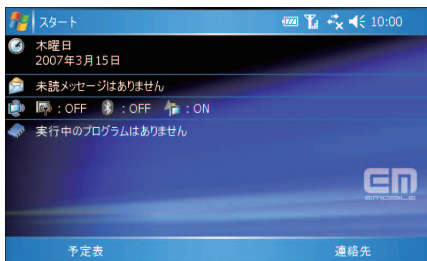 スタート 10:00
木曜日
2007年3月15日
未読メッセージはありません
: OFF : OFF : ON
実行中のプログラムはありません
EM
EMOBILE
予定表 連絡先